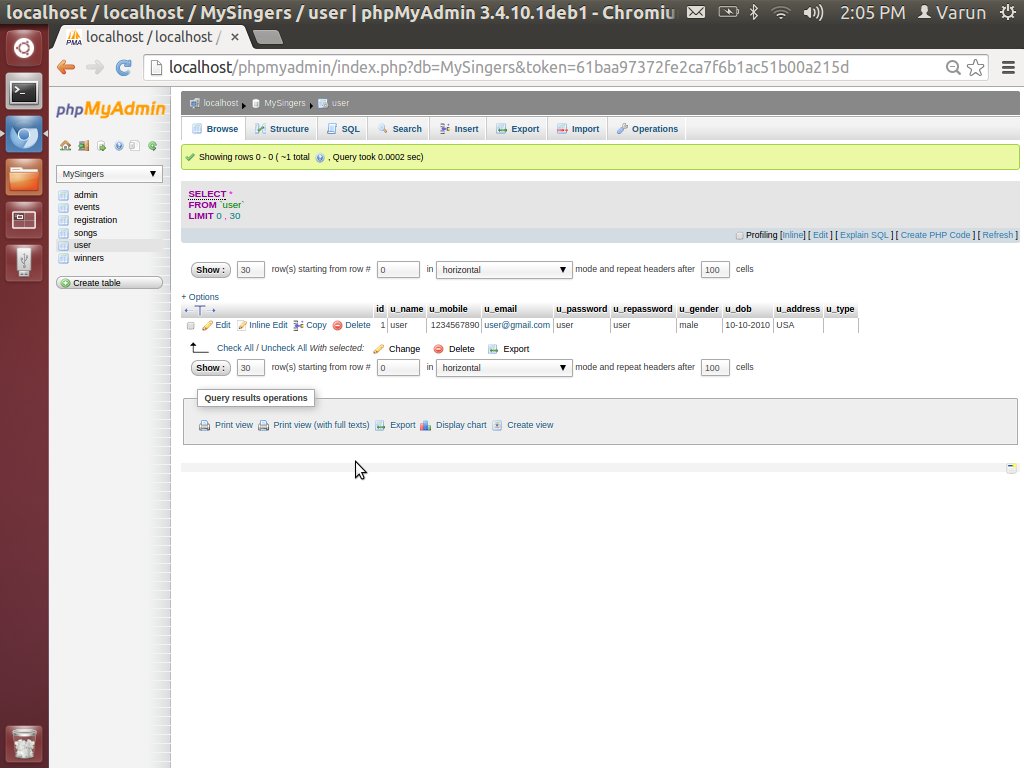 localhost / localhost / MySingers / user | phpMyAdmin 3.4.10.1deb1 - Chromiu 2:05 PM Varun
PMA localhost / localhost / ×
localhost/phpmyadmin/index.php?db=MySingers&token=61baa97372fe2ca7f6b1ac51b00a215d
phpMyAdmin
MySingers
admin
events
registration
songs
user
winners
Create table
localhost MySingers user
Browse Structure SQL Search Insert Export Import Operations
Showing rows 0 - 0 ( ~1 total , Query took 0.0002 sec)
SELECT *
FROM `user`
LIMIT 0 , 30
Profiling [Inline] [ Edit ] [ Explain SQL ] [ Create PHP Code ] [ Refresh ]
Show : 30 row(s) starting from row # 0 in horizontal mode and repeat headers after 100 cells
+ Options
id u_name u_mobile u_email u_password u_repassword u_gender u_dob u_address u_type
Edit Inline Edit Copy Delete 1 user 1234567890 user@gmail.com user user male 10-10-2010 USA
Check All / Uncheck All With selected: Change Delete Export
Show : 30 row(s) starting from row # 0 in horizontal mode and repeat headers after 100 cells
Query results operations
Print view Print view (with full texts) Export Display chart Create view